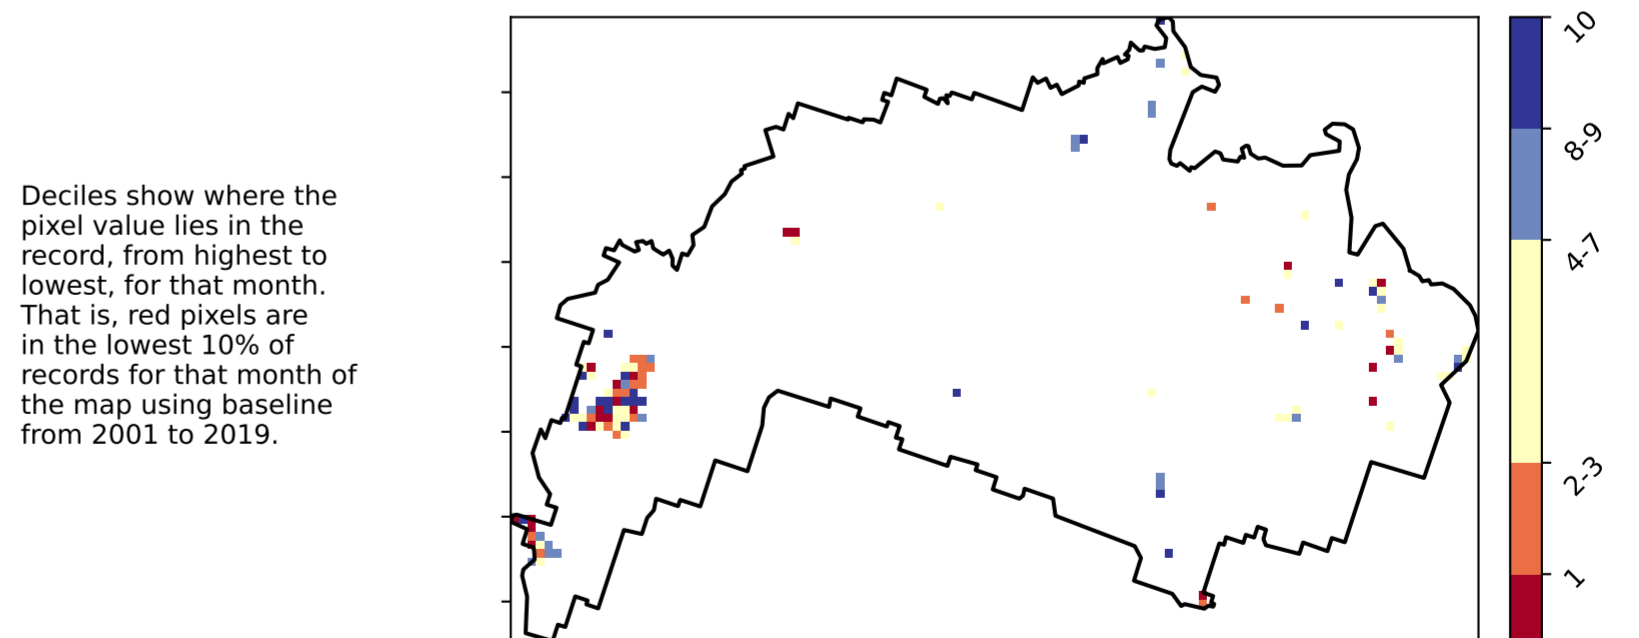 Deciles show where the
pixel value lies in the
record, from highest to
lowest, for that month.
That is, red pixels are
in the lowest 10% of
records for that month of
the map using baseline
from 2001 to 2019.
10
8-9
4-7
2-3
1